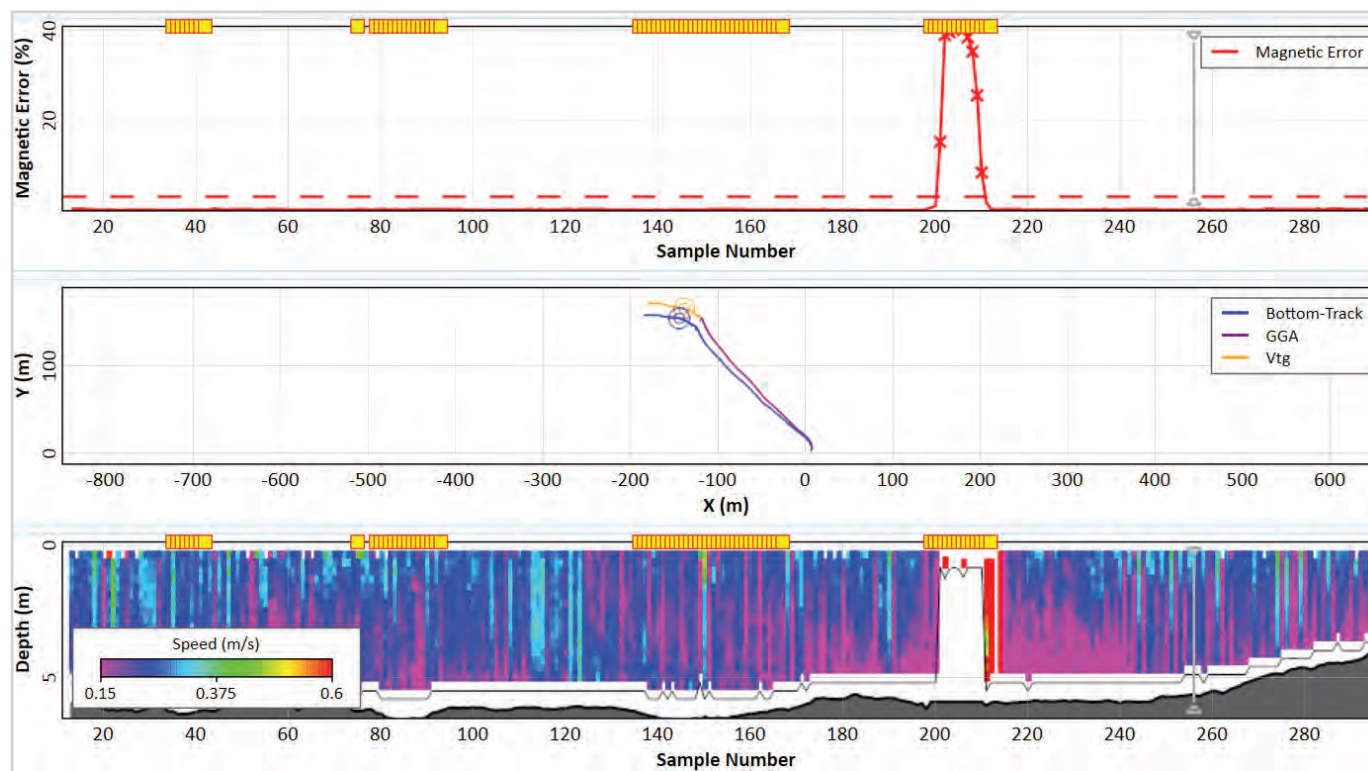 Magnetic Error (%)
40
20
Magnetic Error
20 40 60 80 100 120 140 160 180 200 220 240 260 280
Sample Number
Y (m)
100
0
Bottom-Track
GGA
Vtg
-800 -700 -600 -500 -400 -300 -200 -100 0 100 200 300 400 500 600
X (m)
Depth (m)
0
5
Speed (m/s)
0.15 0.375 0.6
20 40 60 80 100 120 140 160 180 200 220 240 260 280
Sample Number